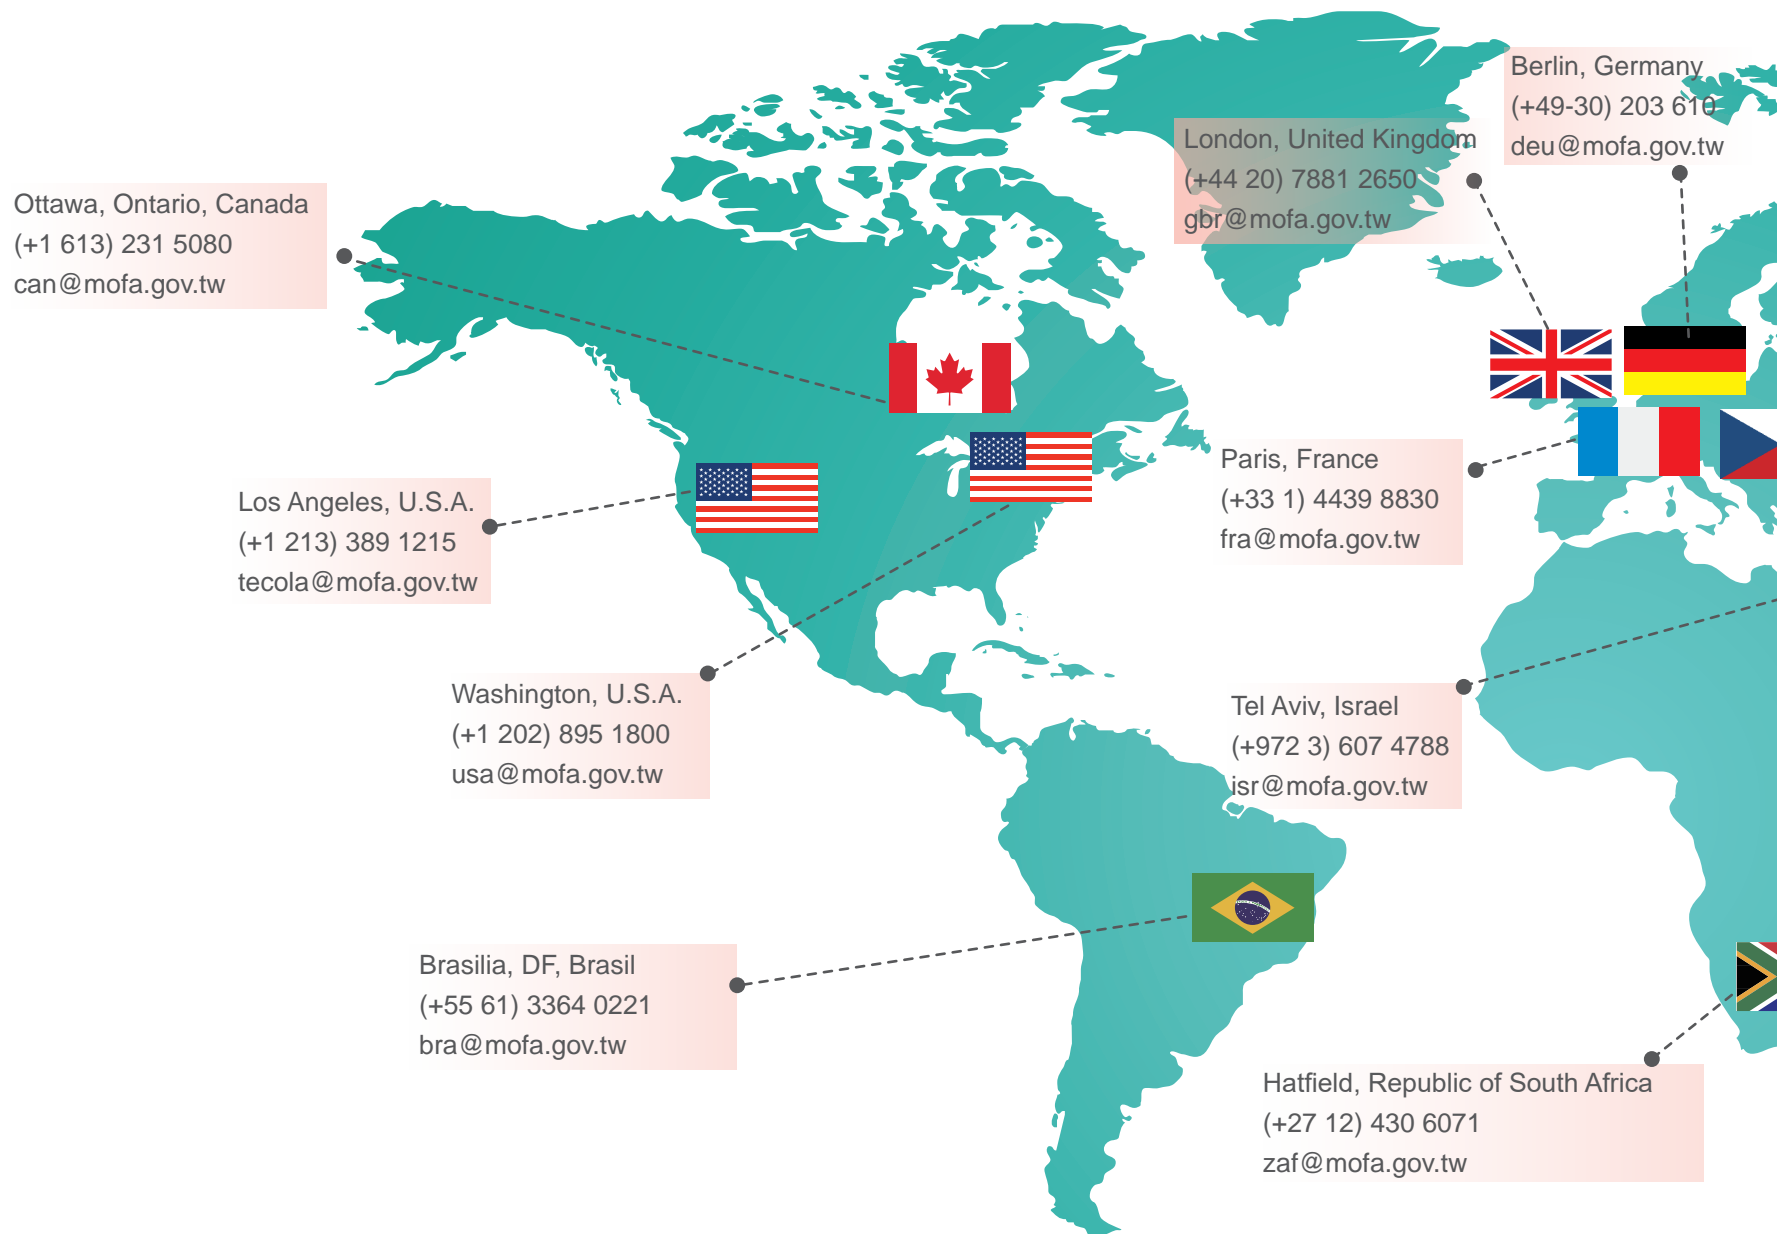 Berlin, Germany
(+49-30) 203 610
deu@mofa.gov.tw
London, United Kingdom
(+44 20) 7881 2650
gbr@mofa.gov.tw
Ottawa, Ontario, Canada
(+1 613) 231 5080
can@mofa.gov.tw
Paris, France
(+33 1) 4439 8830
fra@mofa.gov.tw
Los Angeles, U.S.A.
(+1 213) 389 1215
tecola@mofa.gov.tw
Washington, U.S.A.
(+1 202) 895 1800
usa@mofa.gov.tw
Tel Aviv, Israel
(+972 3) 607 4788
isr@mofa.gov.tw
Brasilia, DF, Brasil
(+55 61) 3364 0221
bra@mofa.gov.tw
Hatfield, Republic of South Africa
(+27 12) 430 6071
zaf@mofa.gov.tw